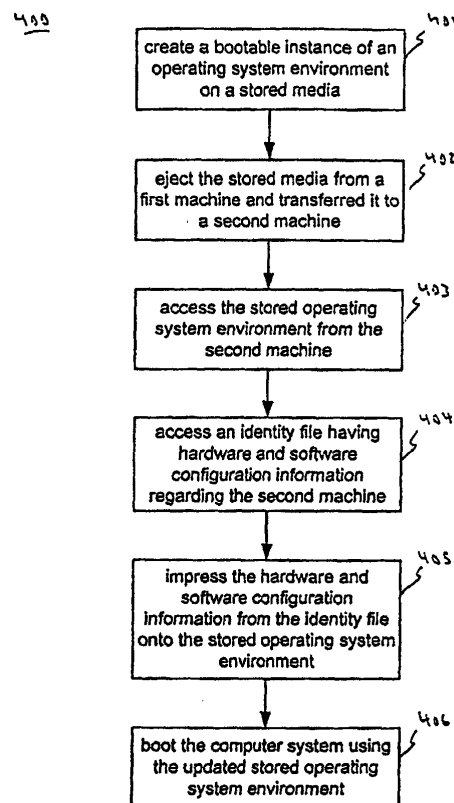 400
401
create a bootable instance of an
operating system environment
on a stored media
402
eject the stored media from a
first machine and transferred it to
a second machine
403
access the stored operating
system environment from the
second machine
404
access an identity file having
hardware and software
configuration information
regarding the second machine
405
impress the hardware and
software configuration
information from the identity file
onto the stored operating system
environment
406
boot the computer system using
the updated stored operating
system environment